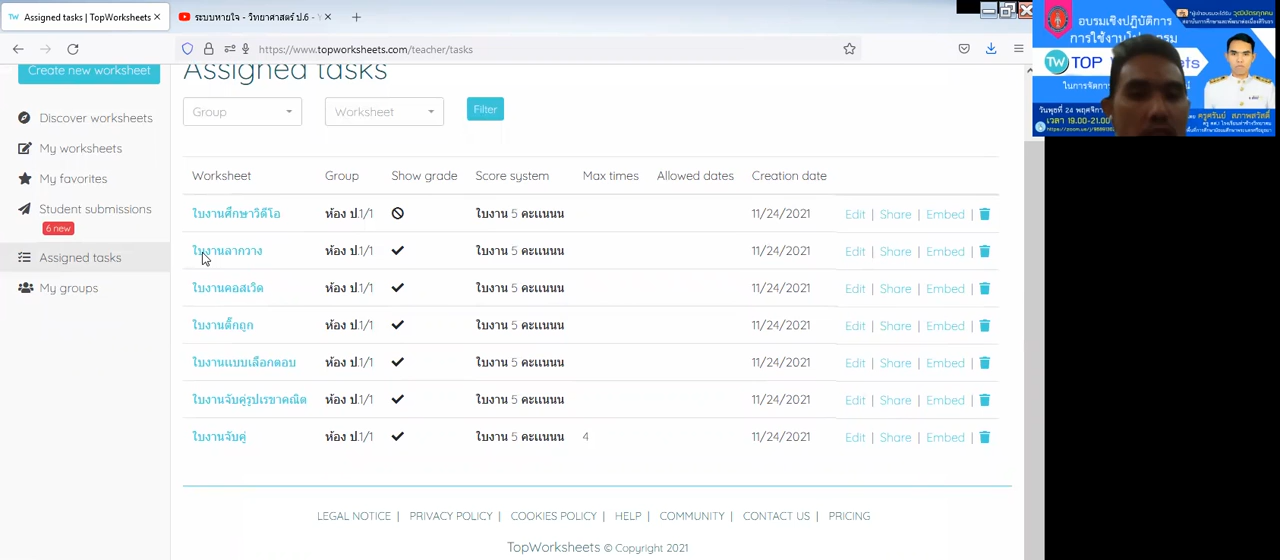 Assigned tasks | TopWorksheets
ระบบหายใจ - วิทยาศาสตร์ ป.6 - Y
https://www.topworksheets.com/teacher/tasks
Create new worksheet
Discover worksheets
My worksheets
My favorites
Student submissions
6 new
Assigned tasks
My groups
Assigned tasks
Group
Worksheet
Filter
Worksheet Group Show grade Score system Max times Allowed dates Creation date
ใบงานศึกษาวิดีโอ ห้อง ป.1/1 ใบงาน 5 คะแนนน 11/24/2021 Edit | Share | Embed |
ใบงานลากวาง ห้อง ป.1/1 ใบงาน 5 คะแนนน 11/24/2021 Edit | Share | Embed |
ใบงานคอสเวิด ห้อง ป.1/1 ใบงาน 5 คะแนนน 11/24/2021 Edit | Share | Embed |
ใบงานติ๊กถูก ห้อง ป.1/1 ใบงาน 5 คะแนนน 11/24/2021 Edit | Share | Embed |
ใบงานแบบเลือกตอบ ห้อง ป.1/1 ใบงาน 5 คะแนนน 11/24/2021 Edit | Share | Embed |
ใบงานจับคู่รูปเรขาคณิต ห้อง ป.1/1 ใบงาน 5 คะแนนน 11/24/2021 Edit | Share | Embed |
ใบงานจับคู่ ห้อง ป.1/1 ใบงาน 5 คะแนนน 4 11/24/2021 Edit | Share | Embed |
LEGAL NOTICE | PRIVACY POLICY | COOKIES POLICY | HELP | COMMUNITY | CONTACT US | PRICING
TopWorksheets © Copyright 2021
อบรมเชิงปฏิบัติการ
TW TOP
เวลา 19.00-21.00